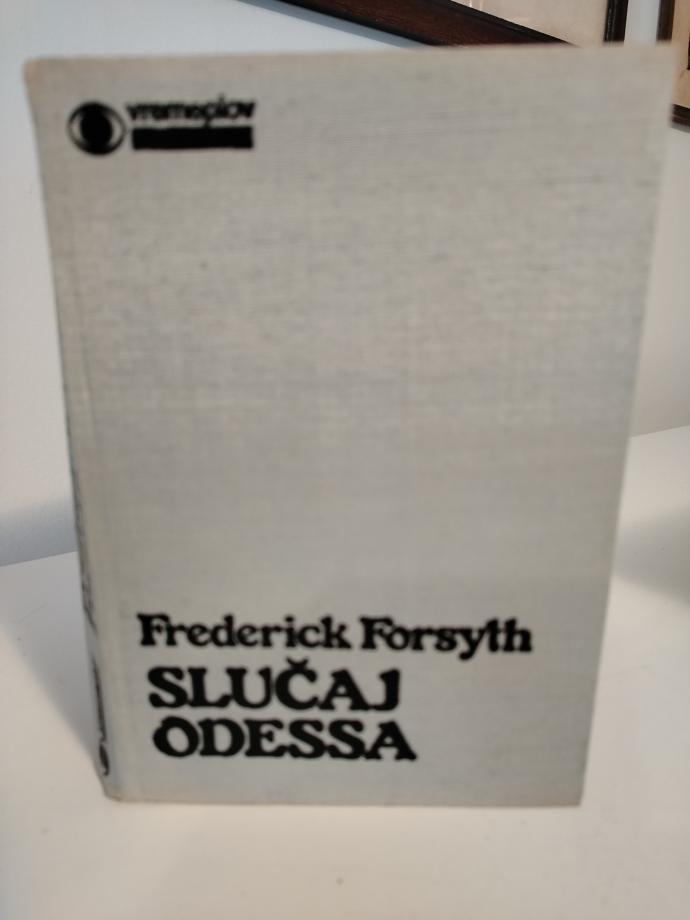 vremeplov
Frederick Forsyth
SLUČAJ
ODESSA